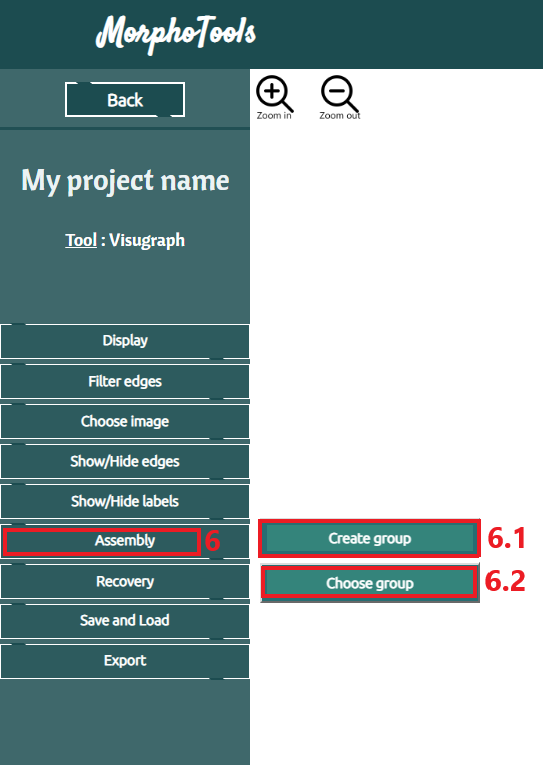 MorphoTools
Back
Zoom in
Zoom out
My project name
Tool : Visugraph
Display
Filter edges
Choose image
Show/Hide edges
Show/Hide labels
Assembly 6
Create group 6.1
Choose group 6.2
Recovery
Save and Load
Export